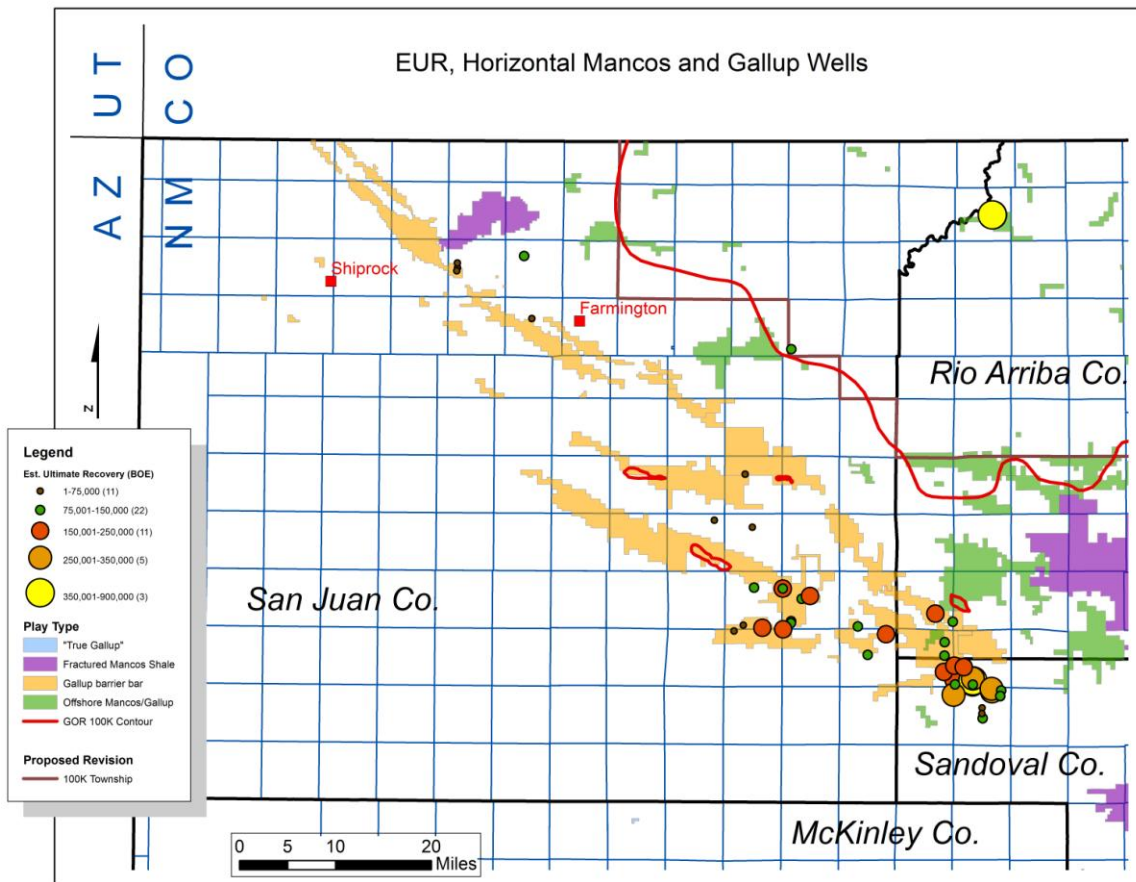 EUR, Horizontal Mancos and Gallup Wells
UT
CO
AZ
NM
Shiprock
Farmington
Rio Arriba Co.
San Juan Co.
Sandoval Co.
McKinley Co.
N
Legend
Est. Ultimate Recovery (BOE)
1-75,000 (11)
75,001-150,000 (22)
150,001-250,000 (11)
250,001-350,000 (5)
350,001-900,000 (3)
Play Type
"True Gallup"
Fractured Mancos Shale
Gallup barrier bar
Offshore Mancos/Gallup
GOR 100K Contour
Proposed Revision
100K Township
0 5 10 20
Miles